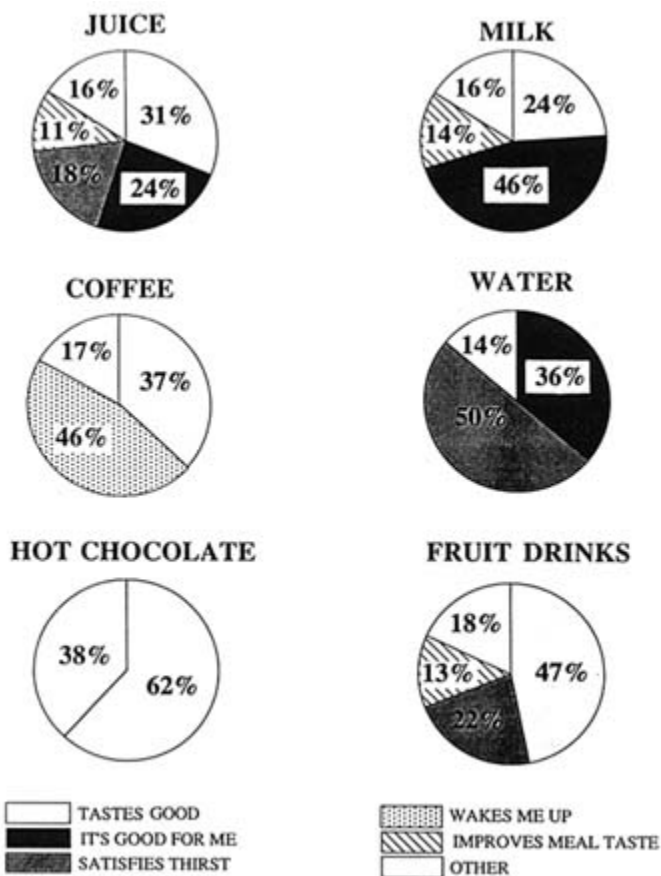 JUICE
16%
31%
11%
18%
24%
MILK
16%
24%
14%
46%
COFFEE
17%
37%
46%
WATER
14%
36%
50%
HOT CHOCOLATE
38%
62%
FRUIT DRINKS
18%
47%
13%
22%
TASTES GOOD
IT'S GOOD FOR ME
SATISFIES THIRST
WAKES ME UP
IMPROVES MEAL TASTE
OTHER